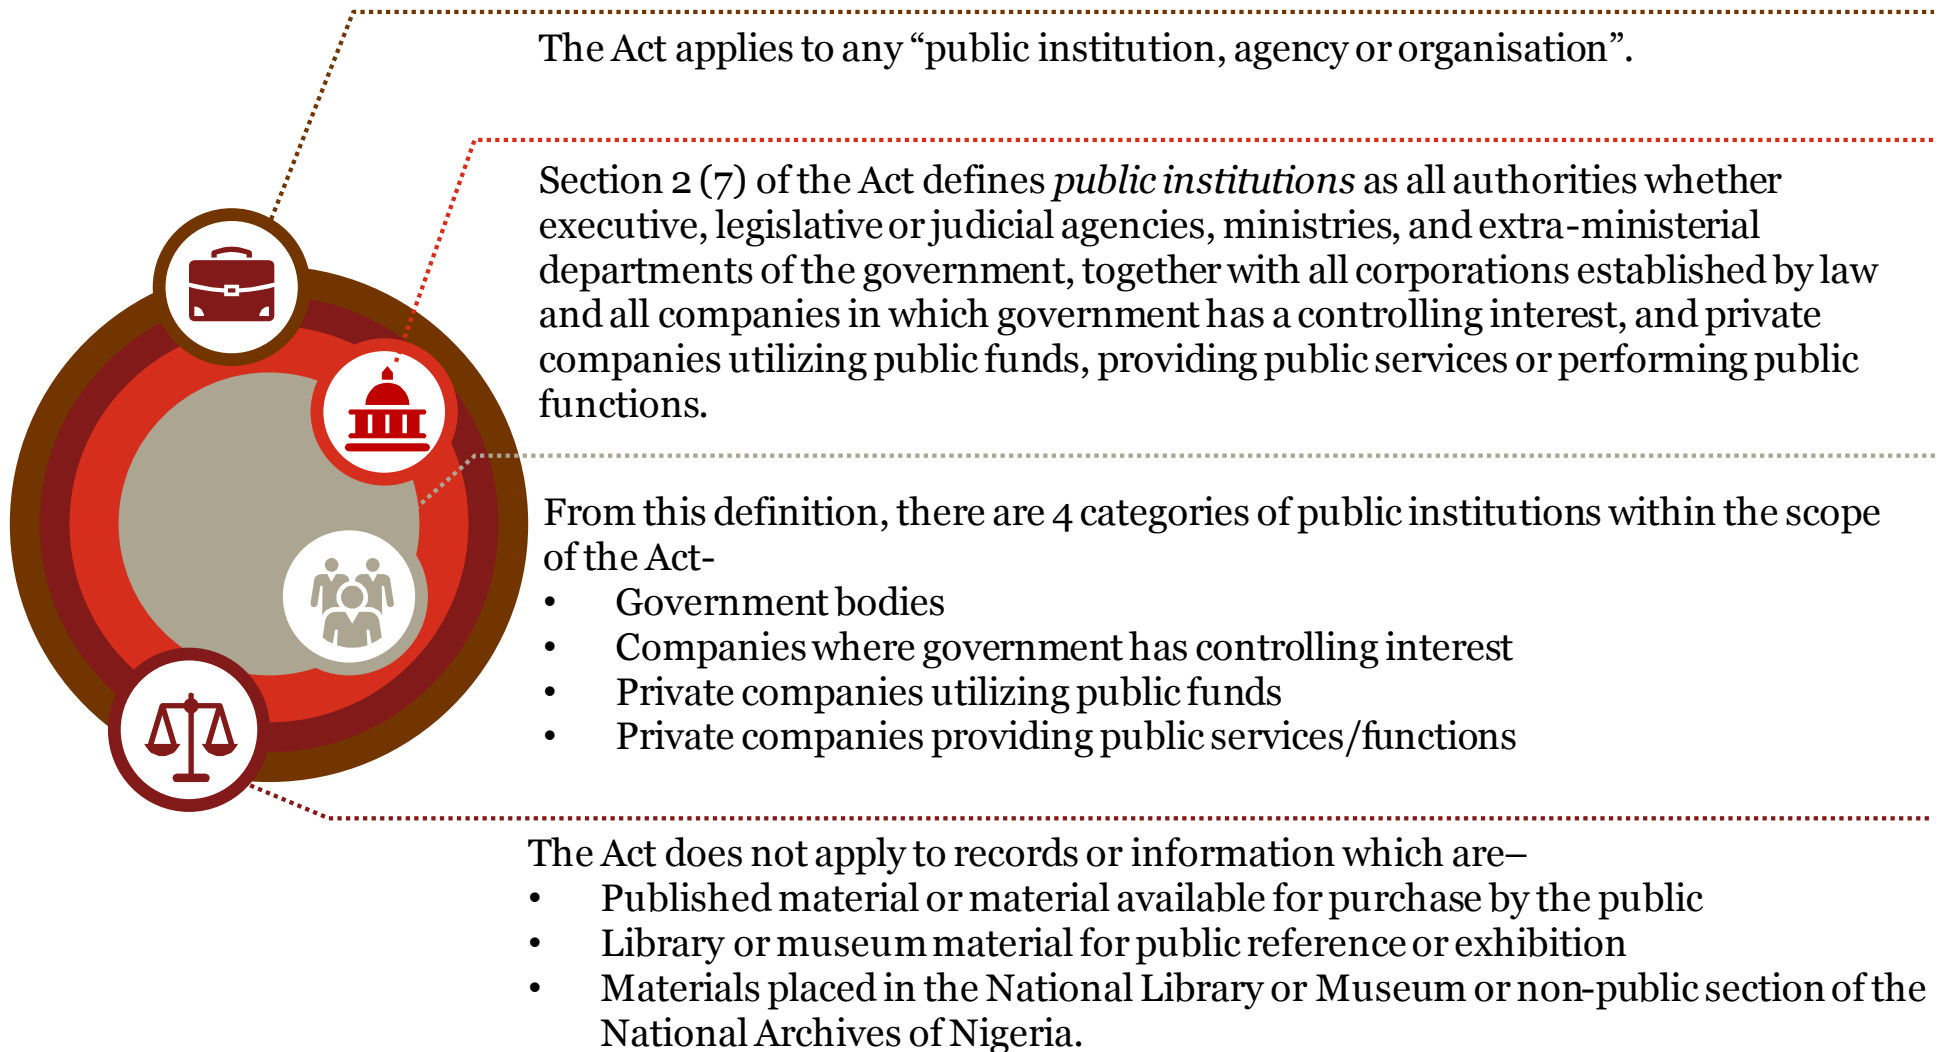 The Act applies to any “public institution, agency or organisation”.
Section 2 (7) of the Act defines public institutions as all authorities whether
executive, legislative or judicial agencies, ministries, and extra-ministerial
departments of the government, together with all corporations established by law
and all companies in which government has a controlling interest, and private
companies utilizing public funds, providing public services or performing public
functions.
From this definition, there are 4 categories of public institutions within the scope
of the Act-
• Government bodies
• Companies where government has controlling interest
• Private companies utilizing public funds
• Private companies providing public services/functions
The Act does not apply to records or information which are–
• Published material or material available for purchase by the public
• Library or museum material for public reference or exhibition
• Materials placed in the National Library or Museum or non-public section of the
National Archives of Nigeria.